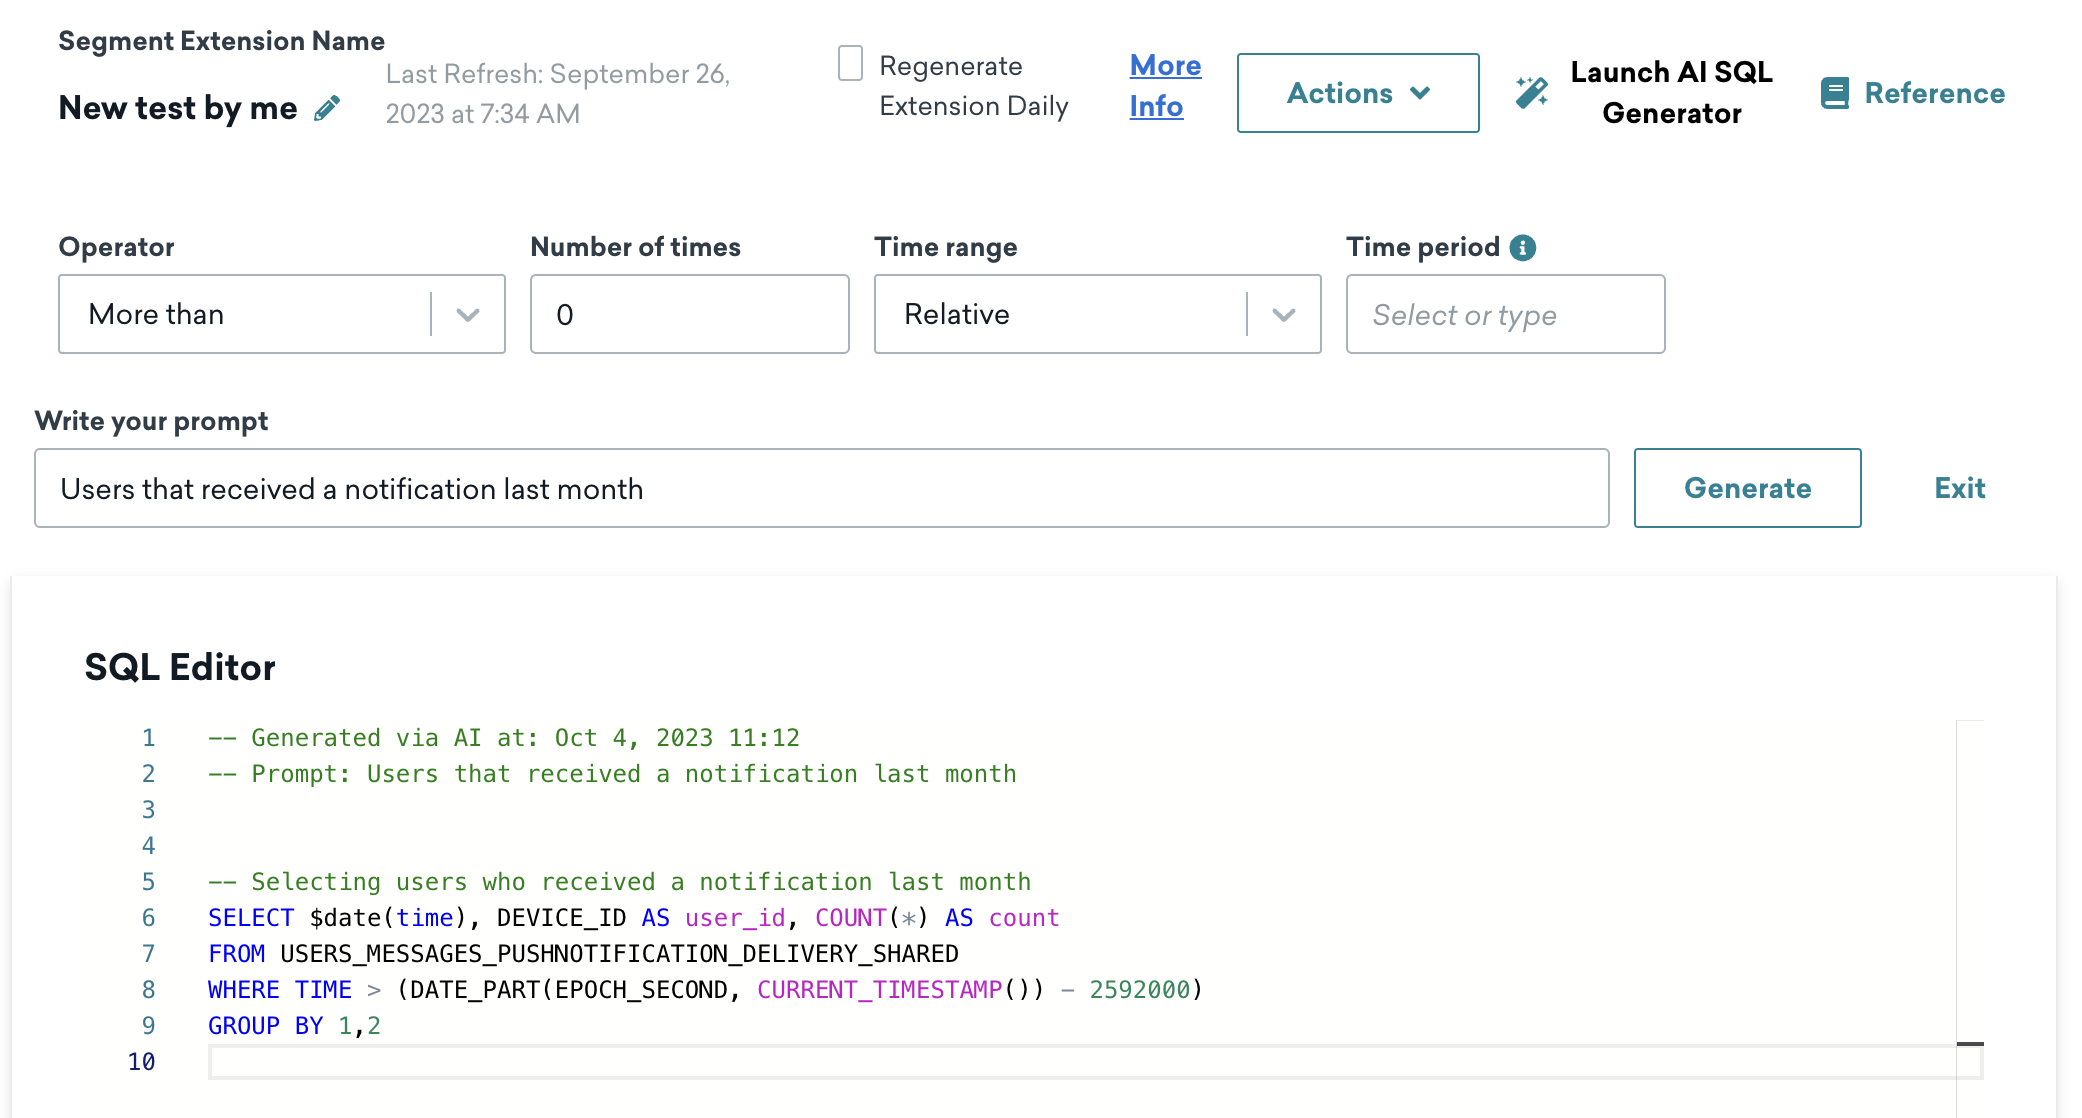 Segment Extension Name
New test by me
Last Refresh: September 26,
2023 at 7:34 AM
Regenerate
Extension Daily
More
Info
Actions
Launch AI SQL
Generator
Reference
Operator
Number of times
Time range
Time period
More than
0
Relative
Select or type
Write your prompt
Users that received a notification last month
Generate
Exit
SQL Editor
1 -- Generated via AI at: Oct 4, 2023 11:12
2 -- Prompt: Users that received a notification last month
3
4
5 -- Selecting users who received a notification last month
6 SELECT $date(time), DEVICE_ID AS user_id, COUNT(*) AS count
7 FROM USERS_MESSAGES_PUSHNOTIFICATION_DELIVERY_SHARED
8 WHERE TIME > (DATE_PART(EPOCH_SECOND, CURRENT_TIMESTAMP()) - 2592000)
9 GROUP BY 1,2
10